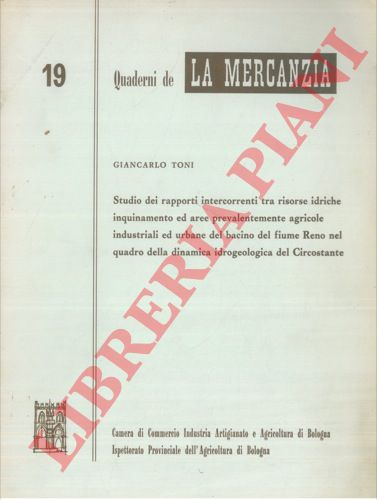 19
Quaderni de LA MERCANZIA
GIANCARLO TONI
Studio dei rapporti intercorrenti tra risorse idriche
inquinamento ed aree prevalentemente agricole
industriali ed urbane del bacino del fiume Reno nel
quadro della dinamica idrogeologica del Circostante
Camera di Commercio Industria Artigianato e Agricoltura di Bologna
Ispettorato Provinciale dell'Agricoltura di Bologna
LIBRERIA PIANI